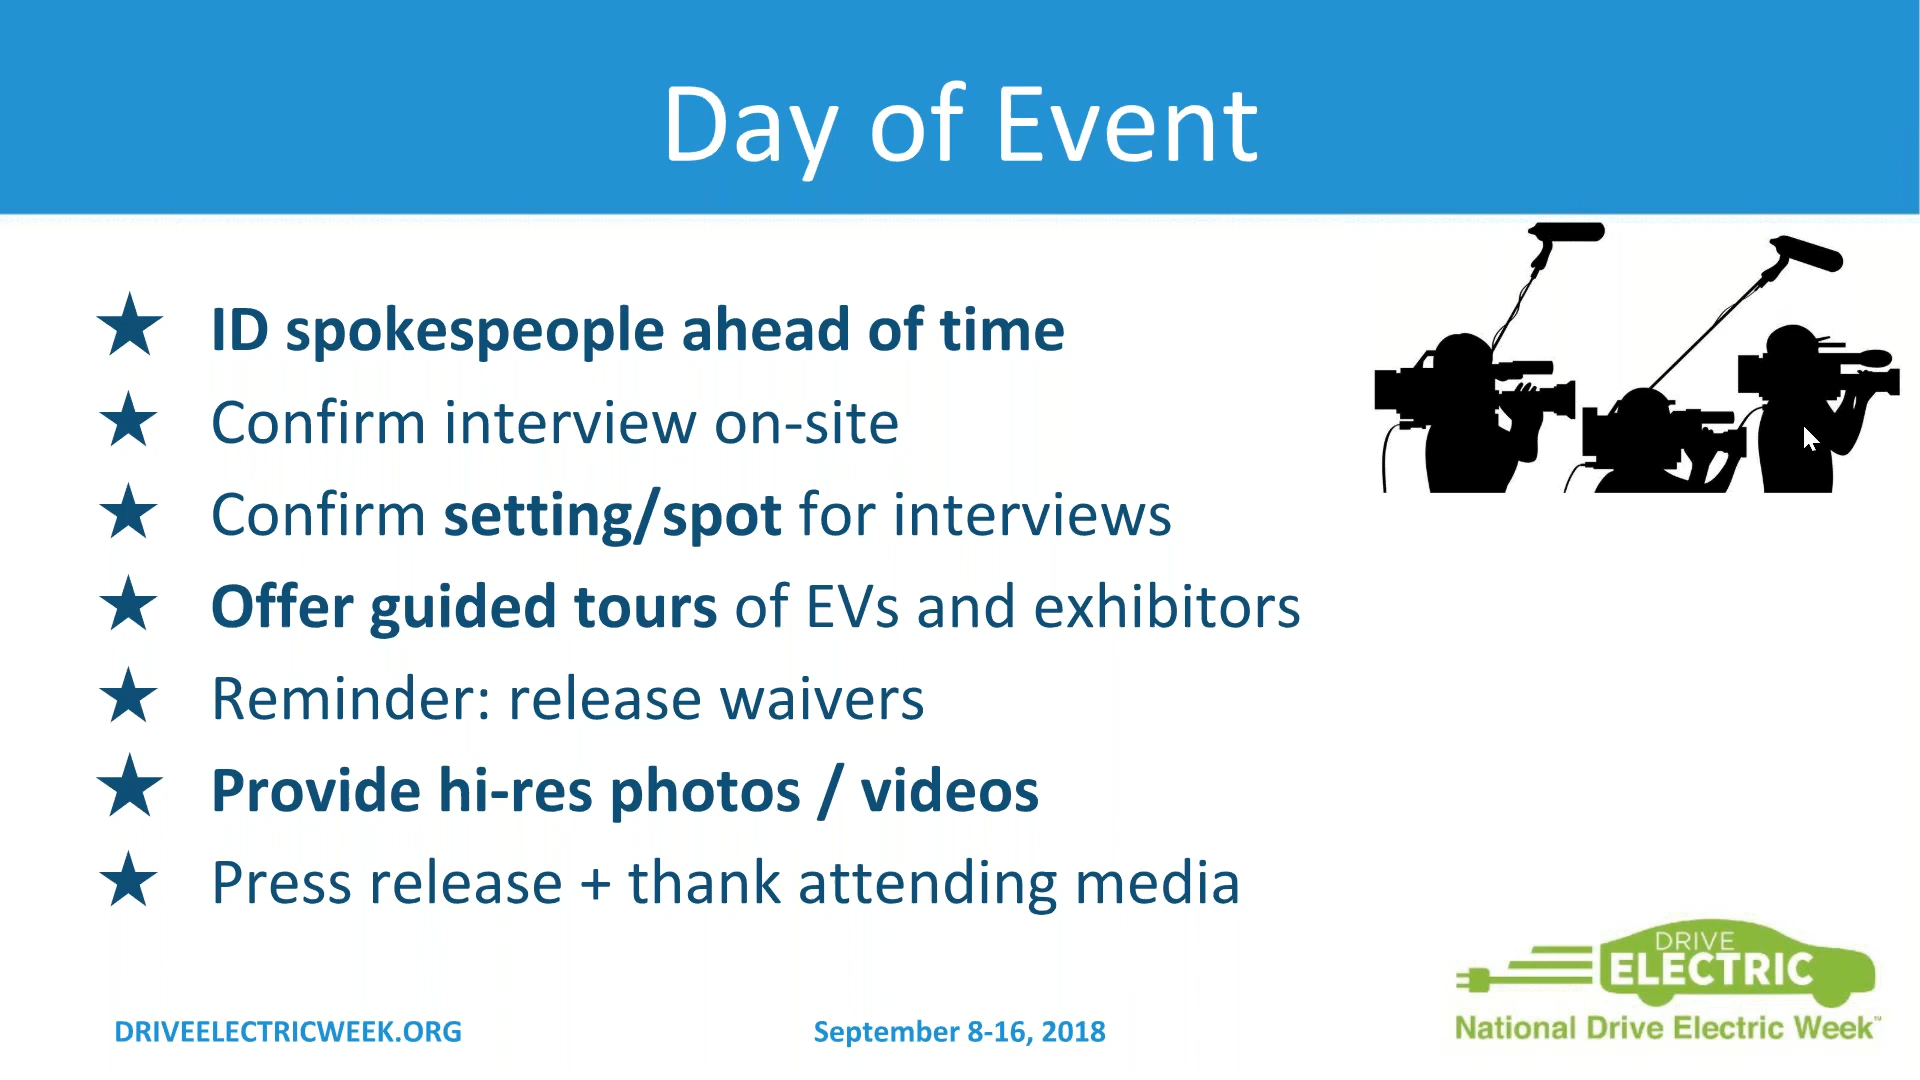 Day of Event
ID spokespeople ahead of time
Confirm interview on-site
Confirm setting/spot for interviews
Offer guided tours of EVs and exhibitors
Reminder: release waivers
Provide hi-res photos / videos
Press release + thank attending media
DRIVE
ELECTRIC
National Drive Electric Week™
DRIVEELECTRICWEEK.ORG
September 8-16, 2018